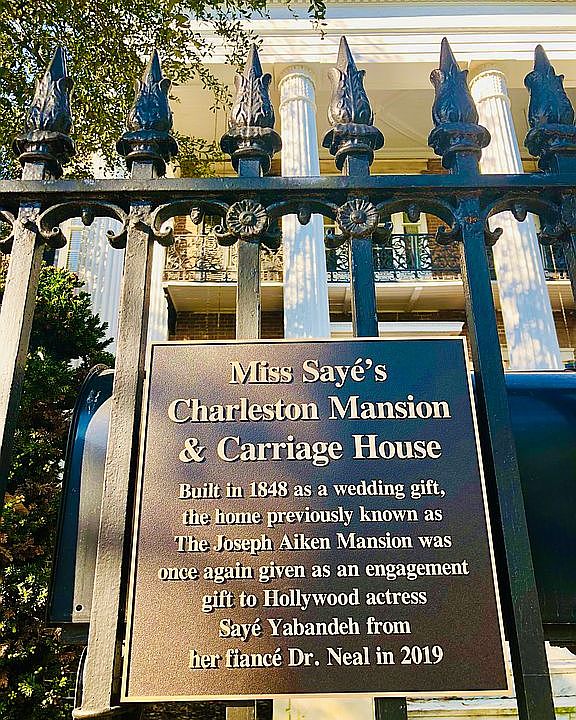 Miss Sayé's
Charleston Mansion
& Carriage House
Built in 1848 as a wedding gift,
the home previously known as
The Joseph Aiken Mansion was
once again given as an engagement
gift to Hollywood actress
Sayé Yabandeh from
her fiancé Dr. Neal in 2019